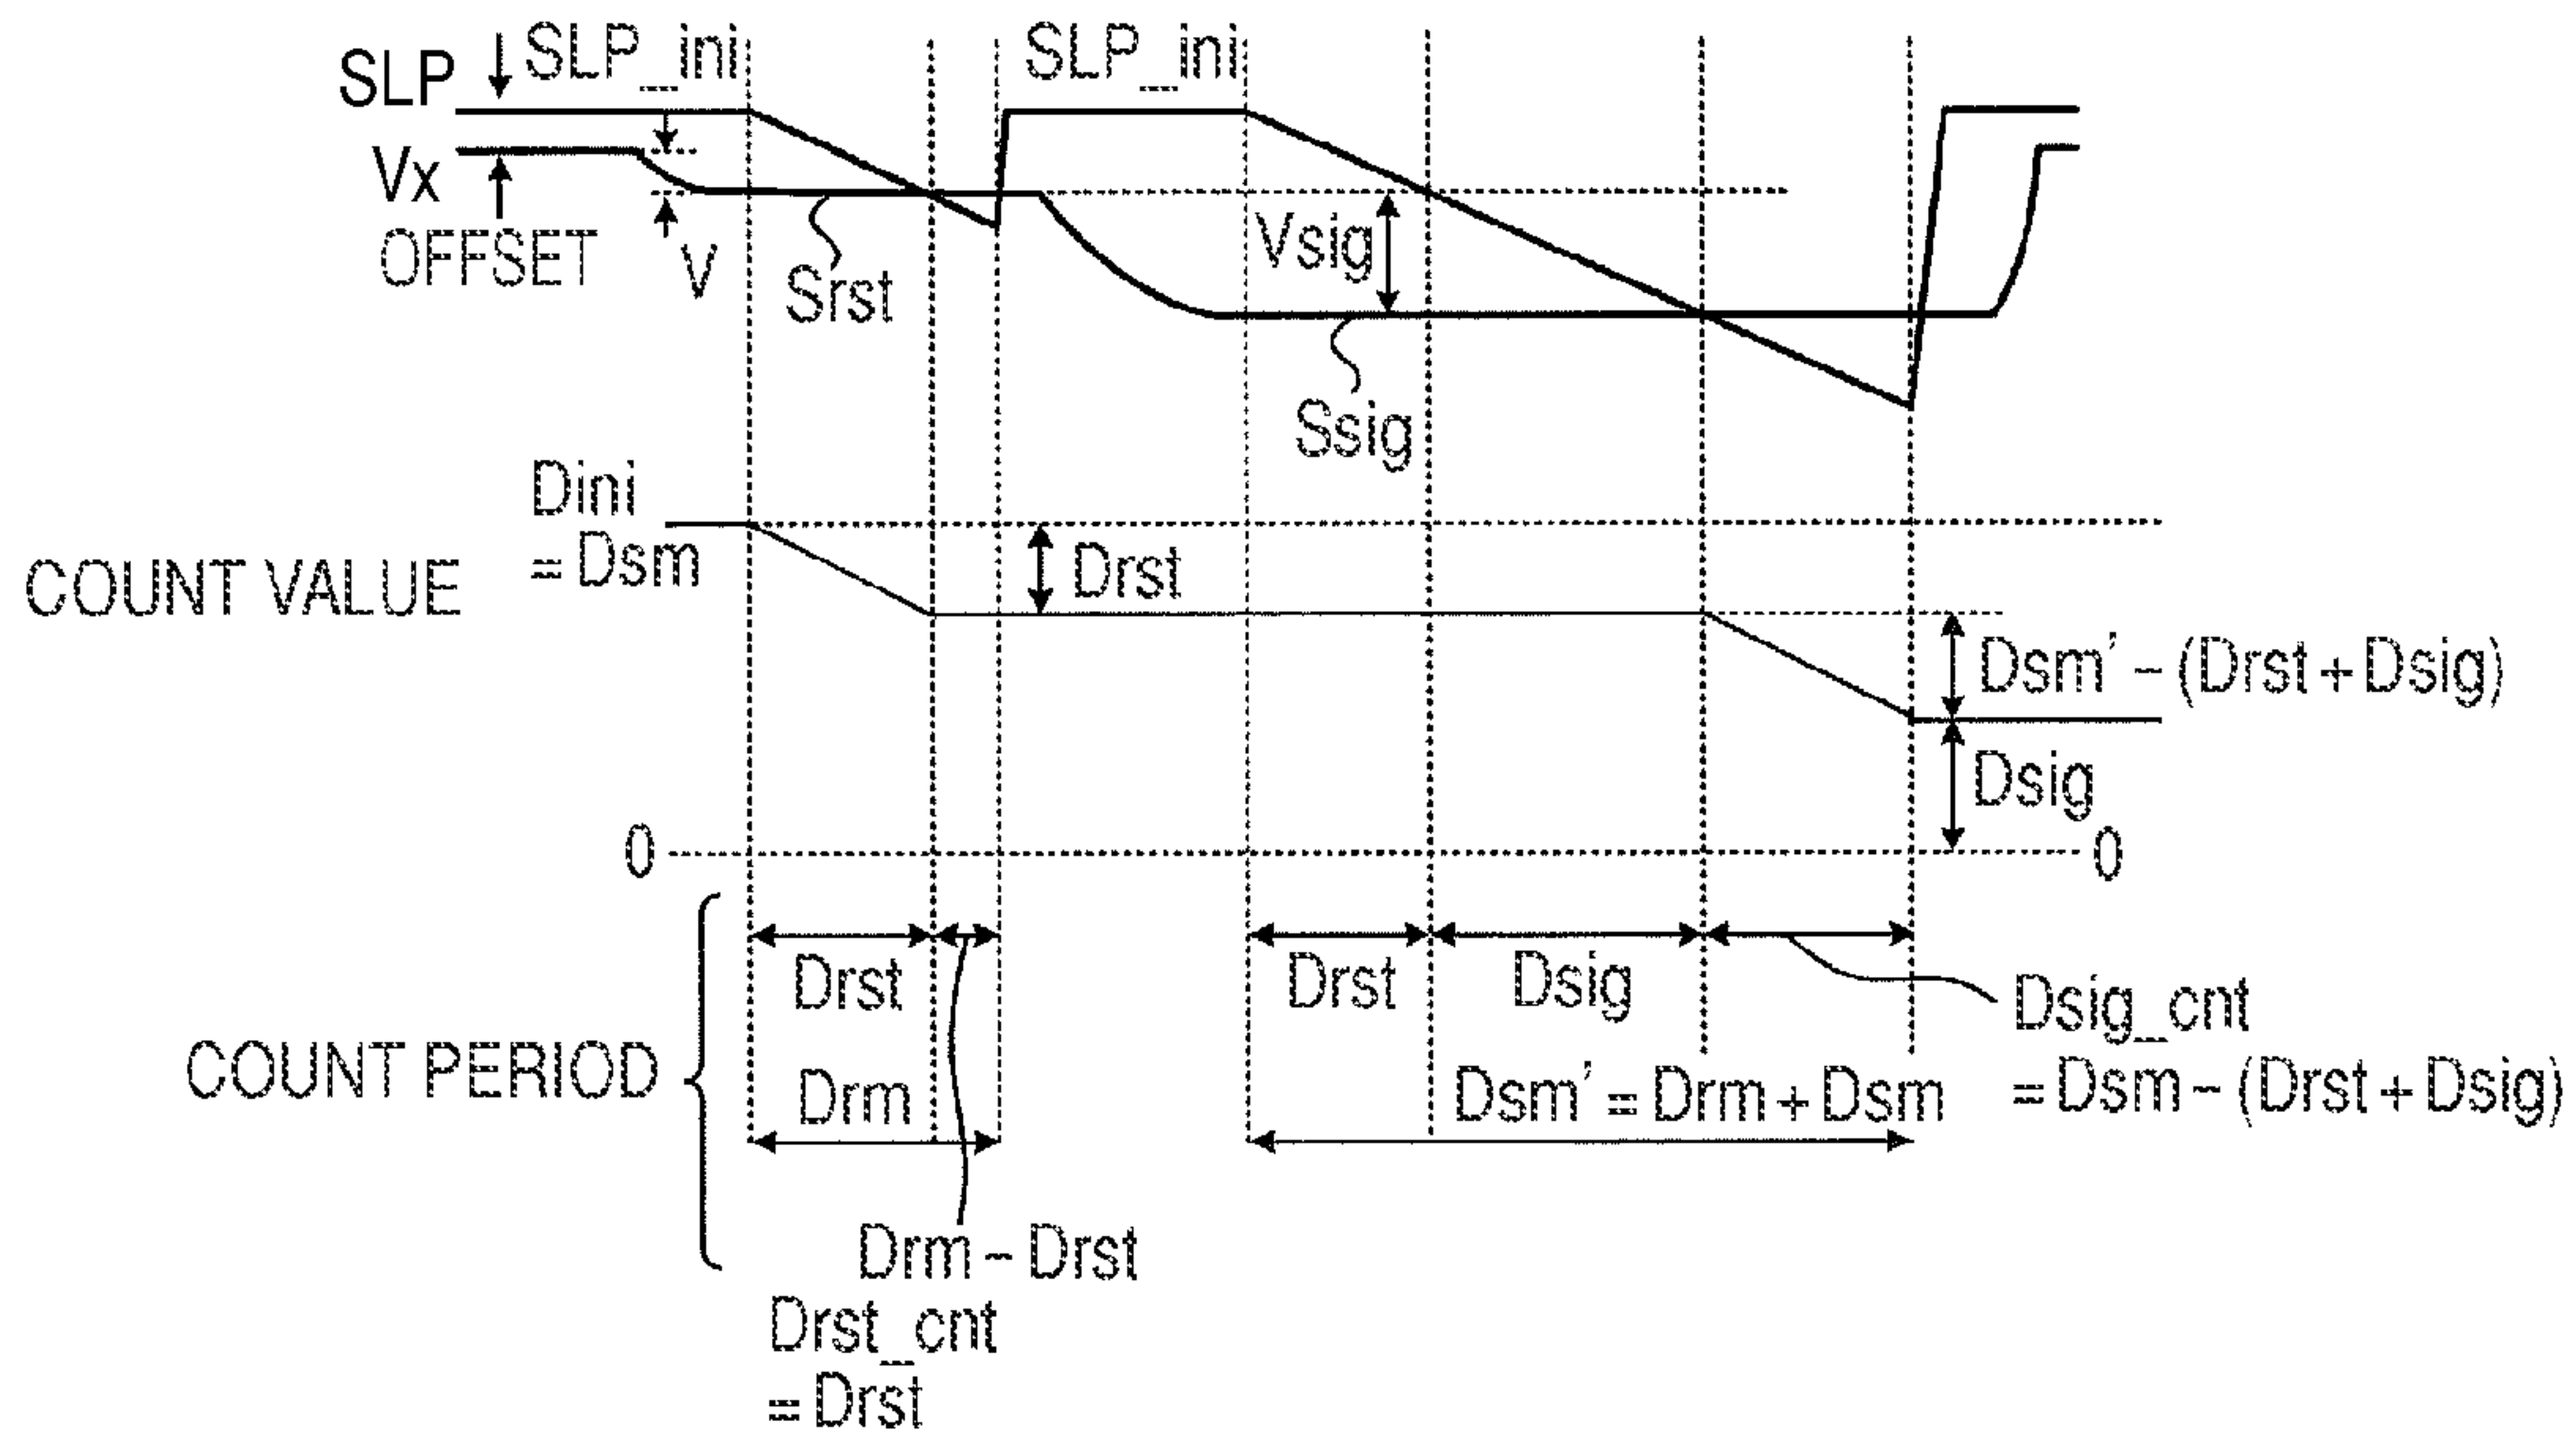 SLP
SLP_ini
SLP_ini
Vx
OFFSET
V
Srst
Vsig
Ssig
Dini
= Dsm
COUNT VALUE
Drst
Dsm' – (Drst + Dsig)
Dsig
0
0
COUNT PERIOD
Drst
Drm
Drm – Drst
Drst_cnt
= Drst
Drst
Dsig
Dsm' = Drm + Dsm
Dsig_cnt
= Dsm – (Drst + Dsig)